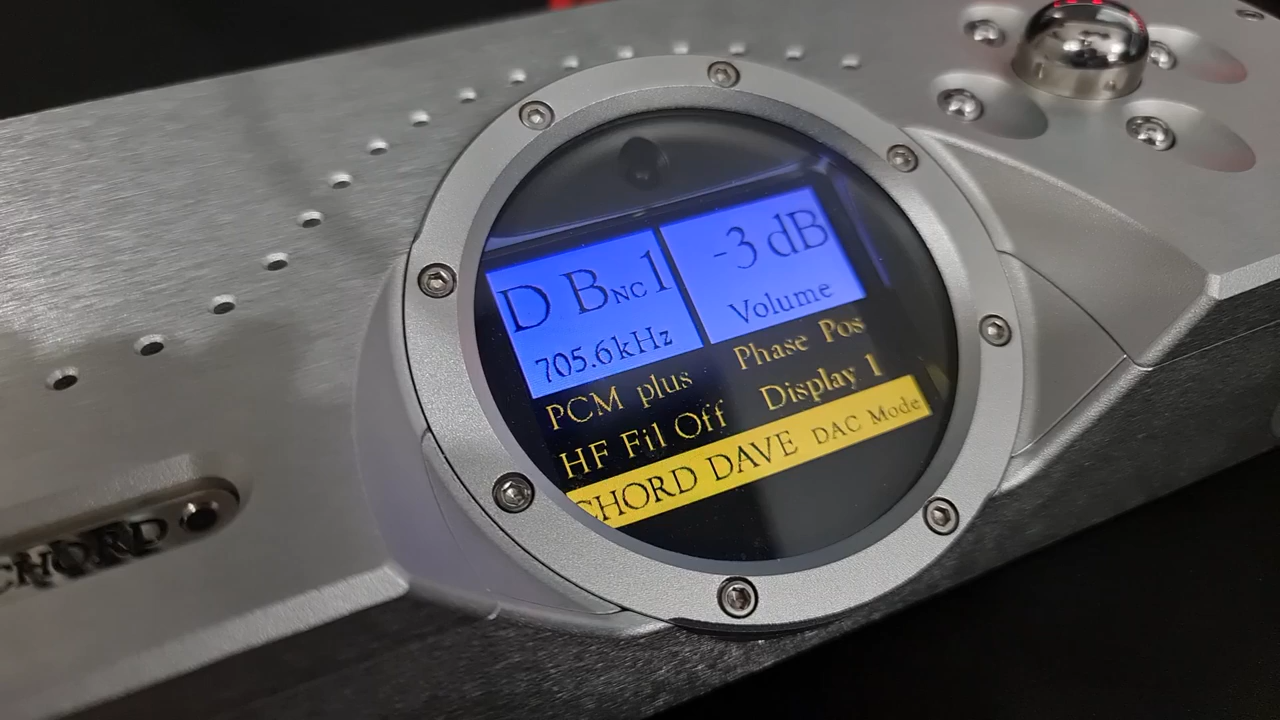 D BNC1
705.6kHz
-3 dB
Volume
PCM plus
Phase Pos
HF Fil Off
Display 1
CHORD DAVE DAC Mode
CHORD